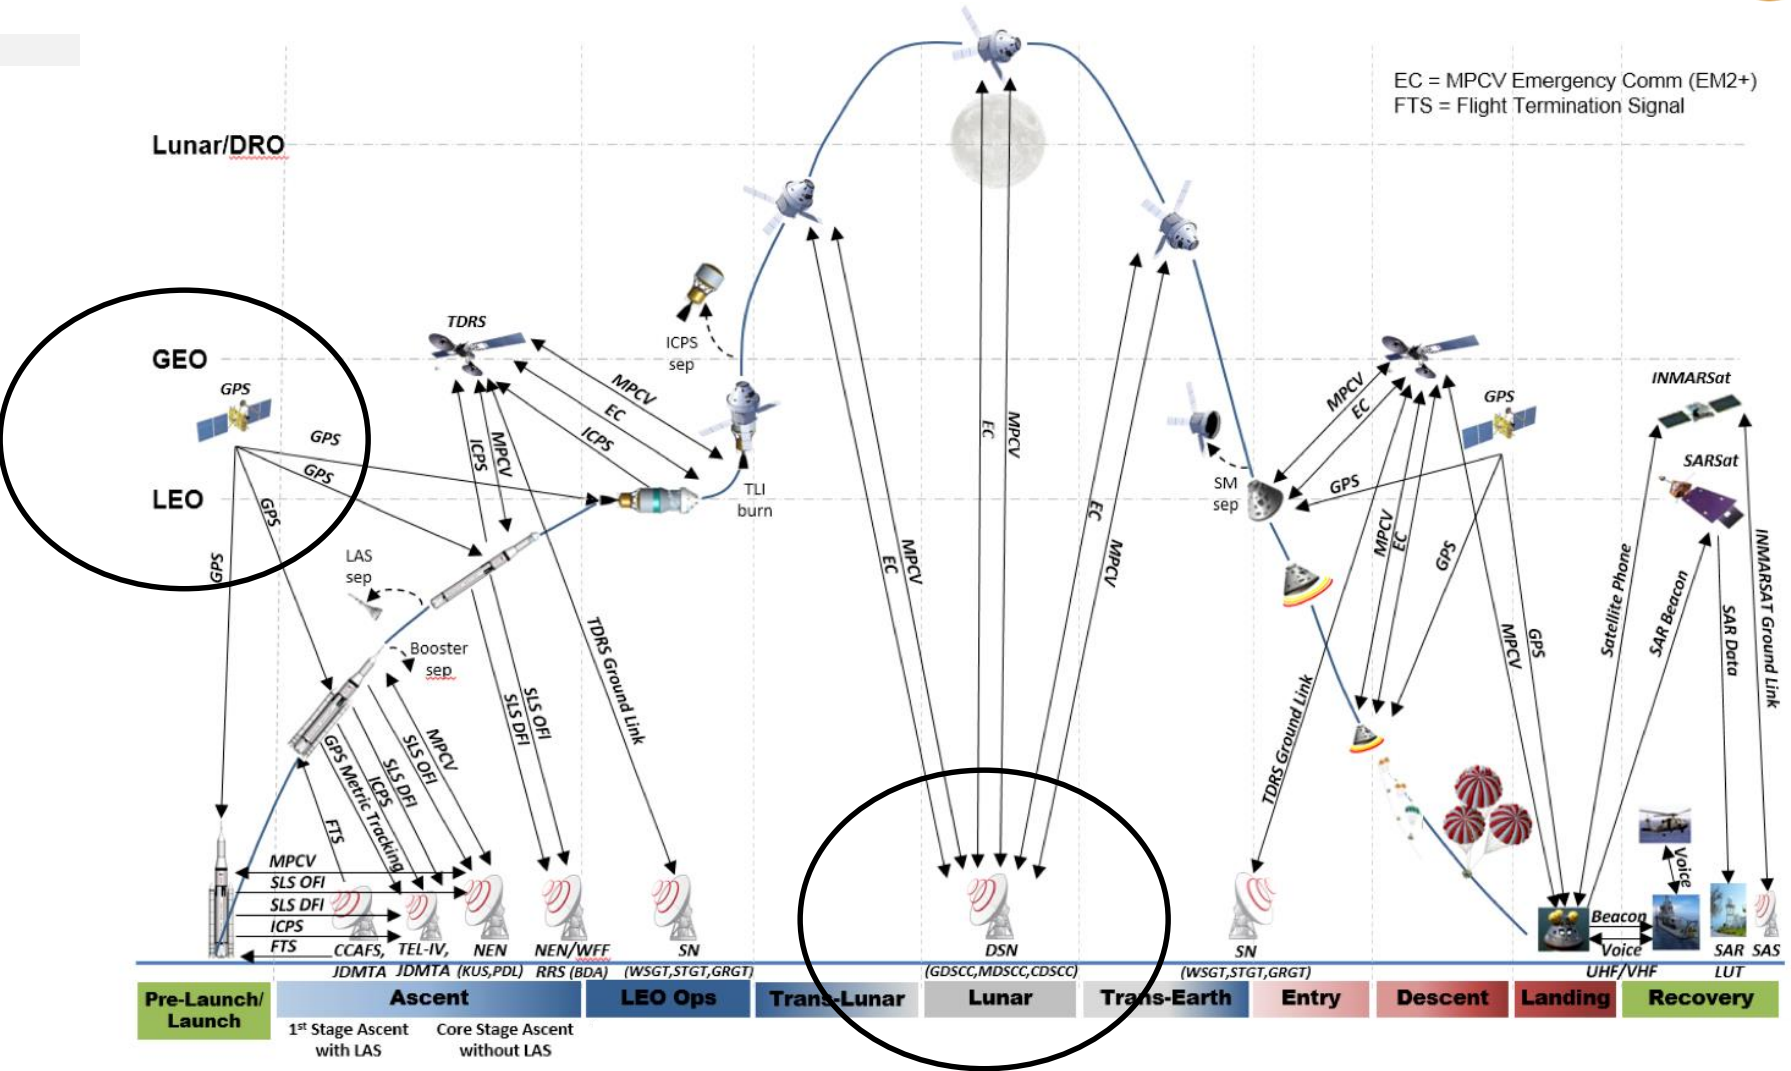 EC = MPCV Emergency Comm (EM2+)
FTS = Flight Termination Signal
Lunar/DRO
GEO
LEO
GPS
GPS
GPS
GPS
GPS
TDRS
MPCV
EC
ICPS
ICPS
MPCV
ICPS
sep
TLI
burn
LAS
sep
Booster
sep
TDRS Ground Link
SLS OFI
SLS DFI
MPCV
SLS OFI
SLS DFI
ICPS
GPS Metric Tracking
FTS
MPCV
SLS OFI
SLS DFI
ICPS
FTS
EC
MPCV
EC
MPCV
EC
MPCV
SM
sep
MPCV
EC
GPS
GPS
MPCV
EC
GPS
TDRS Ground Link
MPCV
GPS
INMARSat
SARSat
Satellite Phone
SAR Beacon
SAR Data
INMARSAT Ground Link
Voice
Beacon
Voice
CCAFS,
JDMTA
TEL-IV,
JDMTA
NEN
(KUS,PDL)
NEN/WFF
RRS (BDA)
SN
(WSGT,STGT,GRGT)
DSN
(GDSCC,MDSCC,CDSCC)
SN
(WSGT,STGT,GRGT)
UHF/VHF
SAR
LUT
SAS
Pre-Launch/
Launch
Ascent
LEO Ops
Trans-Lunar
Lunar
Trans-Earth
Entry
Descent
Landing
Recovery
1st Stage Ascent
with LAS
Core Stage Ascent
without LAS